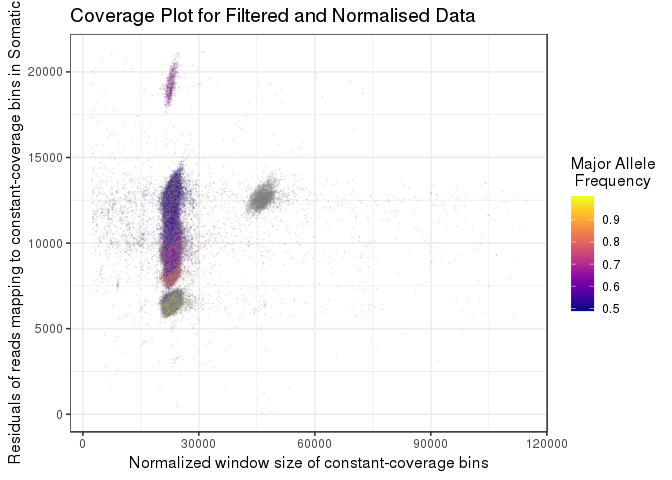 Coverage Plot for Filtered and Normalised Data
Residuals of reads mapping to constant-coverage bins in Somatic
20000
15000
10000
5000
0
0 30000 60000 90000 120000
Normalized window size of constant-coverage bins
Major Allele
Frequency
0.9
0.8
0.7
0.6
0.5